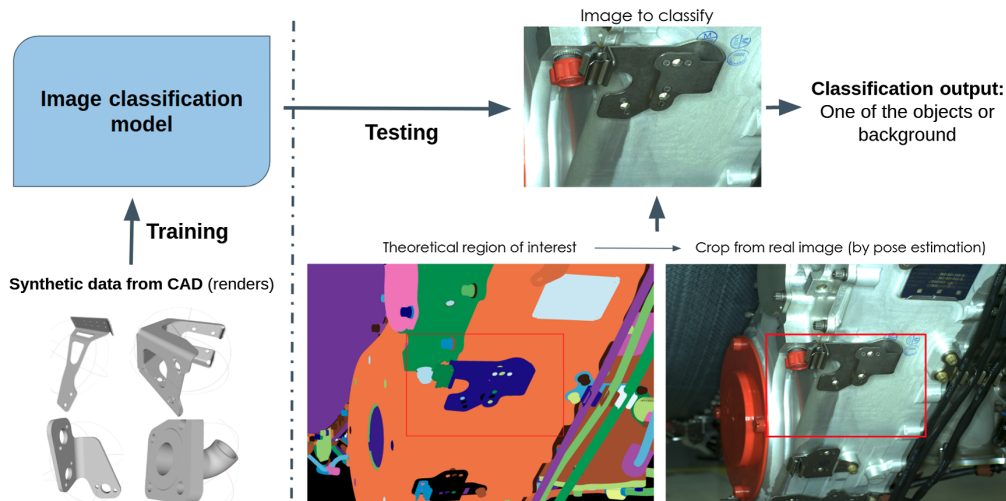 Image classification
model
Training
Synthetic data from CAD (renders)
Testing
Image to classify
Classification output:
One of the objects or
background
Theoretical region of interest
Crop from real image (by pose estimation)